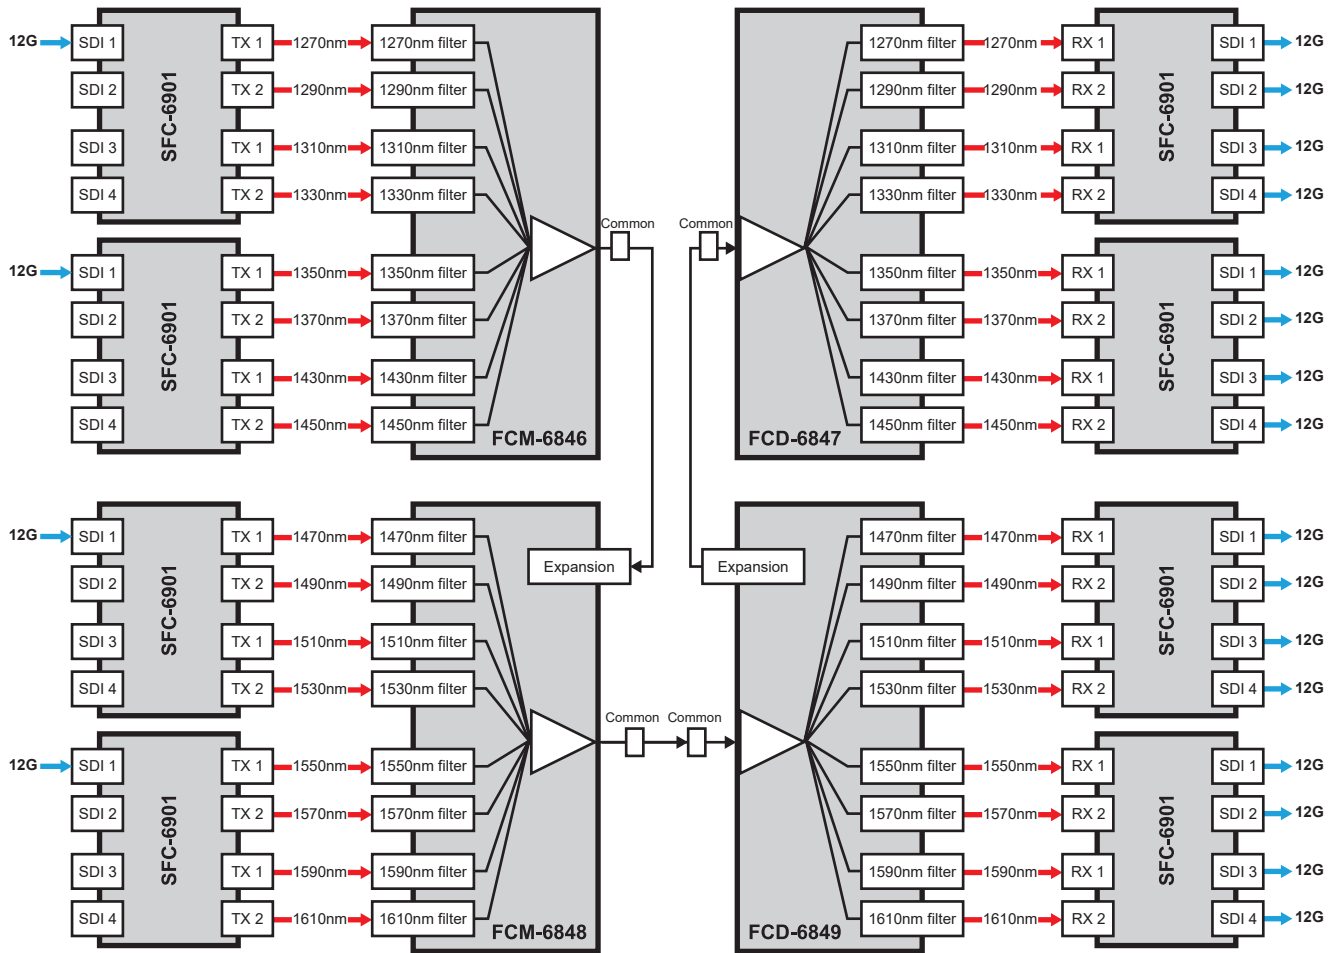 12G SDI 1 TX 1 1270nm 1270nm filter 1270nm filter 1270nm RX 1 SDI 1 12G
SDI 2 TX 2 1290nm 1290nm filter 1290nm filter 1290nm RX 2 SDI 2 12G
SFC-6901 SFC-6901
SDI 3 TX 1 1310nm 1310nm filter 1310nm filter 1310nm RX 1 SDI 3 12G
SDI 4 TX 2 1330nm 1330nm filter 1330nm filter 1330nm RX 2 SDI 4 12G
Common Common
12G SDI 1 TX 1 1350nm 1350nm filter 1350nm filter 1350nm RX 1 SDI 1 12G
SDI 2 TX 2 1370nm 1370nm filter 1370nm filter 1370nm RX 2 SDI 2 12G
SFC-6901 SFC-6901
SDI 3 TX 1 1430nm 1430nm filter 1430nm filter 1430nm RX 1 SDI 3 12G
SDI 4 TX 2 1450nm 1450nm filter 1450nm filter 1450nm RX 2 SDI 4 12G
FCM-6846 FCD-6847
12G SDI 1 TX 1 1470nm 1470nm filter 1470nm filter 1470nm RX 1 SDI 1 12G
Expansion Expansion
SDI 2 TX 2 1490nm 1490nm filter 1490nm filter 1490nm RX 2 SDI 2 12G
SFC-6901 SFC-6901
SDI 3 TX 1 1510nm 1510nm filter 1510nm filter 1510nm RX 1 SDI 3 12G
SDI 4 TX 2 1530nm 1530nm filter 1530nm filter 1530nm RX 2 SDI 4 12G
Common Common
12G SDI 1 TX 1 1550nm 1550nm filter 1550nm filter 1550nm RX 1 SDI 1 12G
SDI 2 TX 2 1570nm 1570nm filter 1570nm filter 1570nm RX 2 SDI 2 12G
SFC-6901 SFC-6901
SDI 3 TX 1 1590nm 1590nm filter 1590nm filter 1590nm RX 1 SDI 3 12G
SDI 4 TX 2 1610nm 1610nm filter 1610nm filter 1610nm RX 2 SDI 4 12G
FCM-6848 FCD-6849